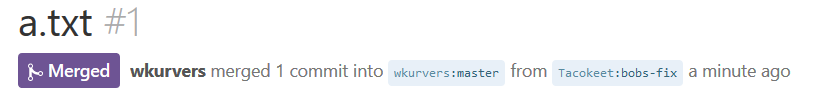 a.txt #1
Merged wkurvers merged 1 commit into wkurvers:master from Tacokeet:bobs-fix a minute ago